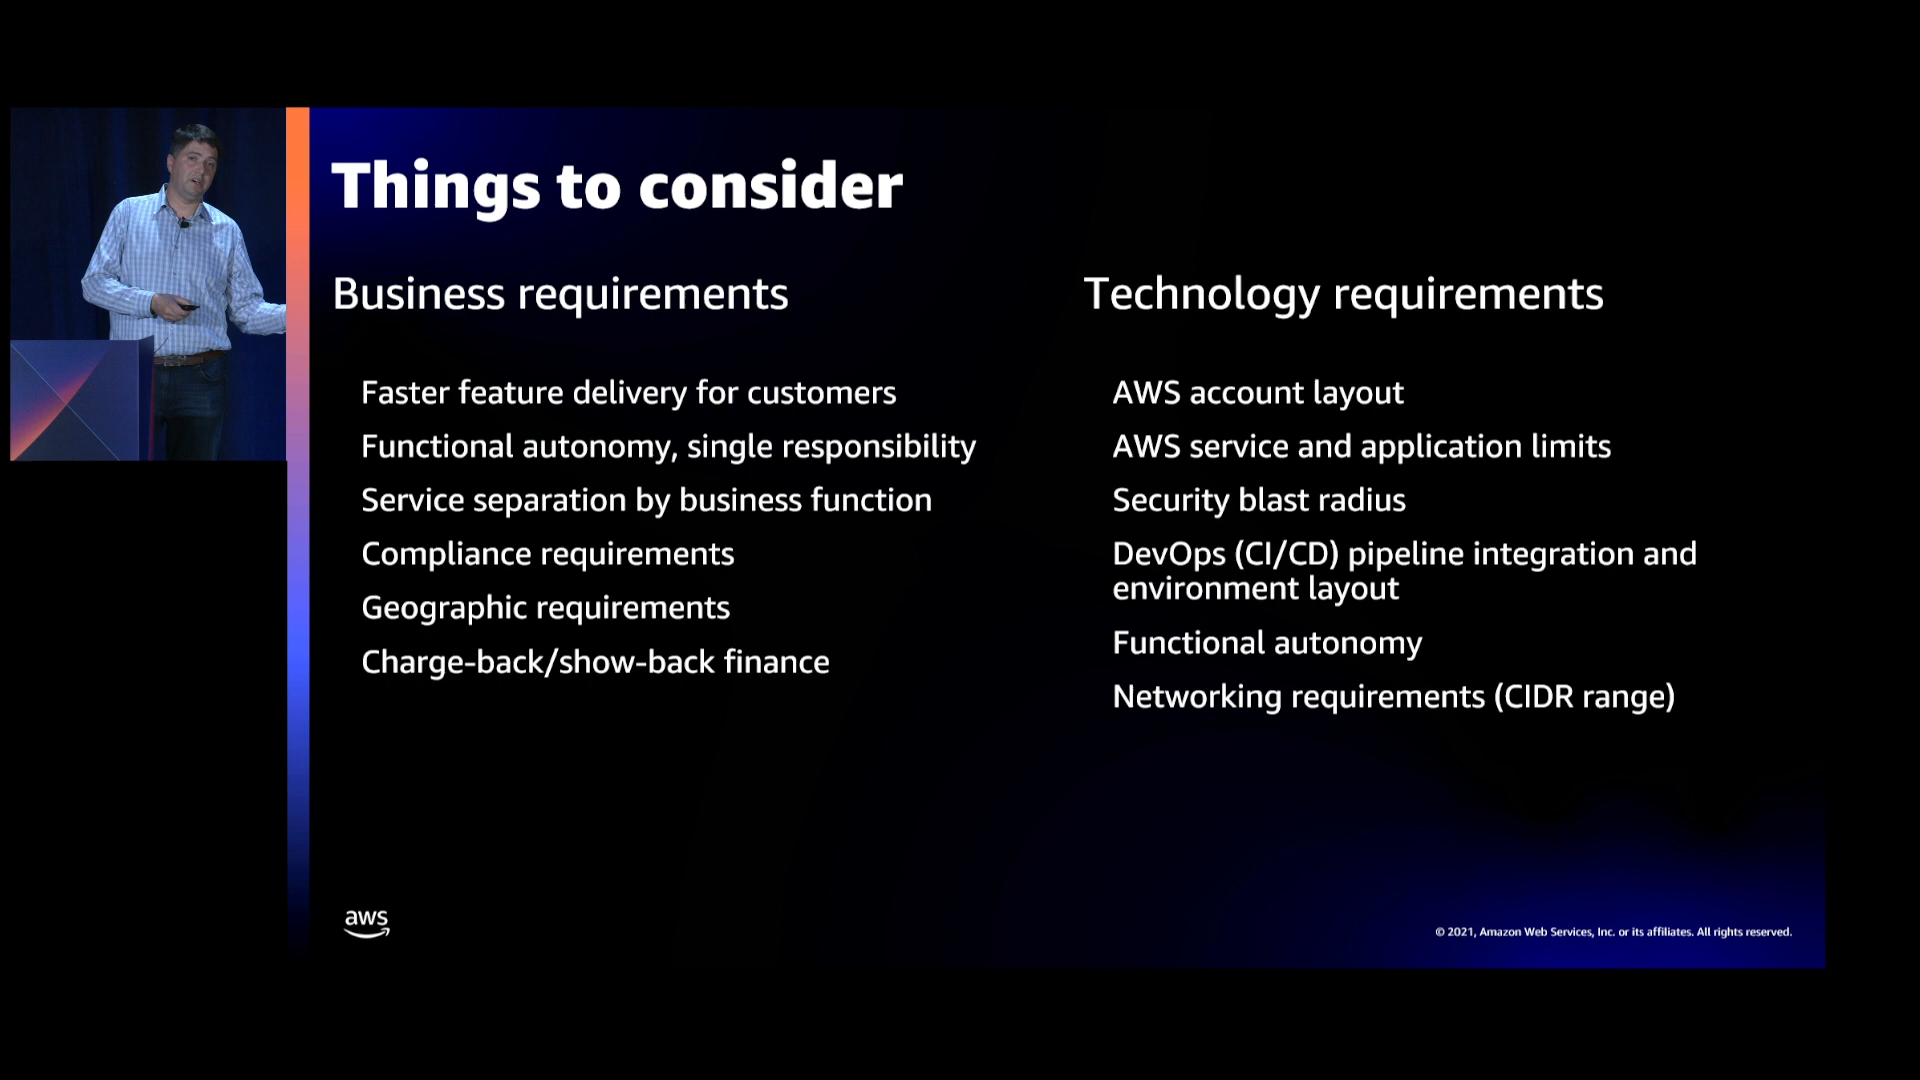 Things to consider
Business requirements
Faster feature delivery for customers
Functional autonomy, single responsibility
Service separation by business function
Compliance requirements
Geographic requirements
Charge-back/show-back finance
Technology requirements
AWS account layout
AWS service and application limits
Security blast radius
DevOps (CI/CD) pipeline integration and
environment layout
Functional autonomy
Networking requirements (CIDR range)
aws
© 2021, Amazon Web Services, Inc. or its affiliates. All rights reserved.